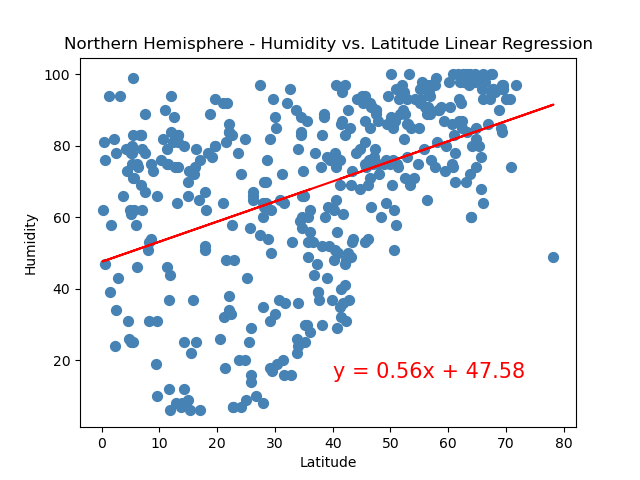 Northern Hemisphere - Humidity vs. Latitude Linear Regression
100
80
60
40
20
Humidity
y = 0.56x + 47.58
0 10 20 30 40 50 60 70 80
Latitude